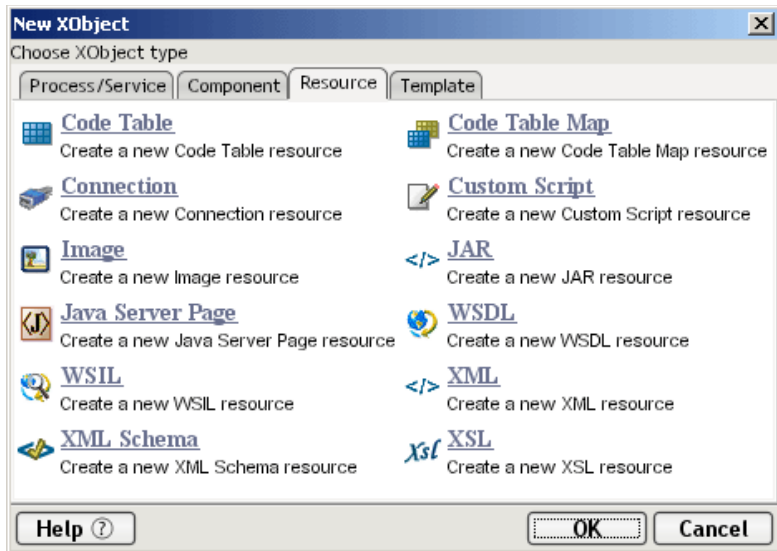 New XObject
Choose XObject type
Process/Service Component Resource Template
Code Table Code Table Map
Create a new Code Table resource Create a new Code Table Map resource
Connection Custom Script
Create a new Connection resource Create a new Custom Script resource
Image </> JAR
Create a new Image resource Create a new JAR resource
Java Server Page WSDL
Create a new Java Server Page resource Create a new WSDL resource
WSIL </> XML
Create a new WSIL resource Create a new XML resource
XML Schema Xsl XSL
Create a new XML Schema resource Create a new XSL resource
Help ? OK Cancel